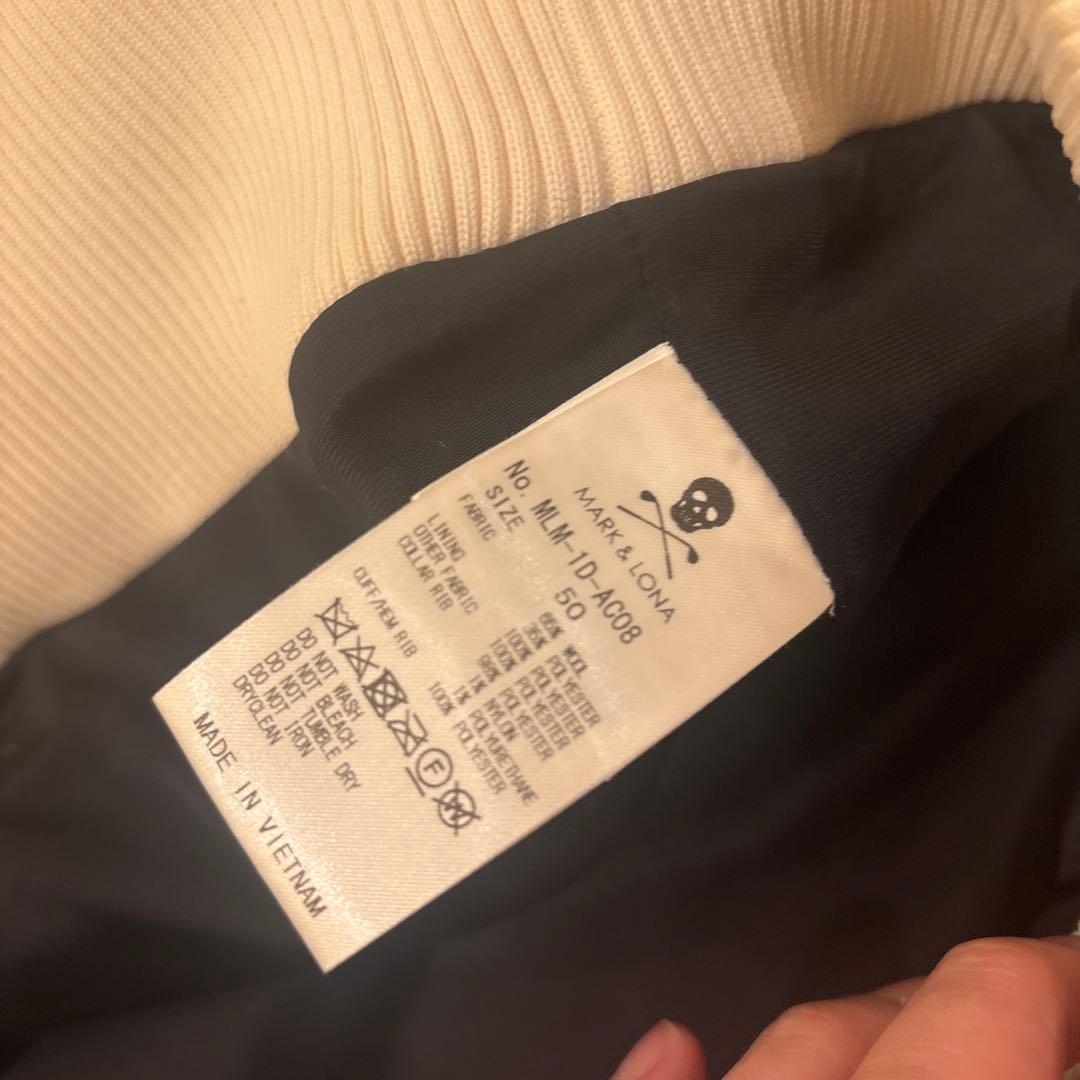 MARK & LONA
No. MLM-1D-AC08
SIZE 50
FABRIC 65% WOOL
35% POLYESTER
LINING 100% POLYESTER
OTHER FABRIC 100% POLYESTER
COLLAR RIB 99% NYLON
1% POLYURETHANE
CUFF/HEM RIB 100% POLYESTER
F
W
DO NOT WASH
DO NOT BLEACH
DO NOT TUMBLE DRY
DO NOT IRON
DRYCLEAN
MADE IN VIETNAM